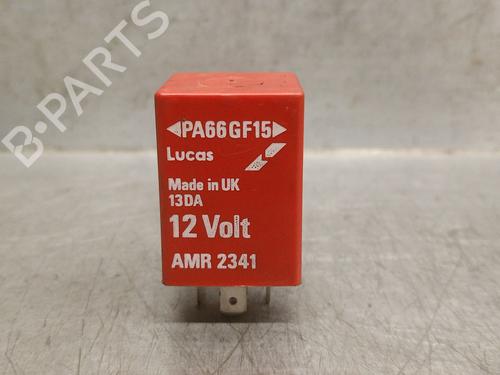 B-PARTS
PA66GF15
Lucas
Made in UK
13DA
12 Volt
AMR 2341